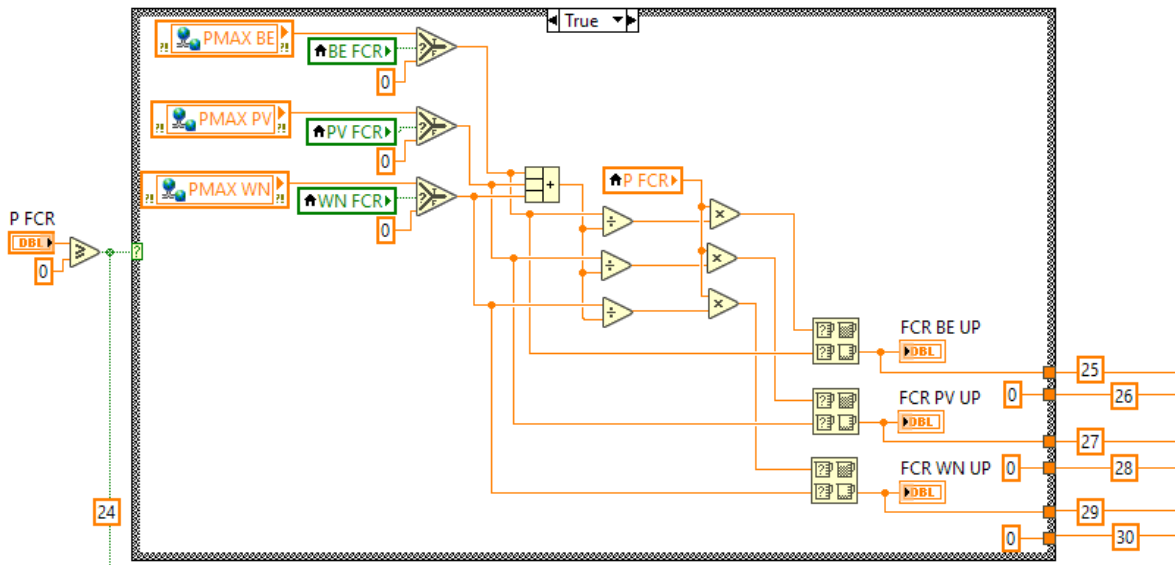 True
PMAX BE
BE FCR
0
PMAX PV
PV FCR
0
PMAX WN
WN FCR
0
P FCR
DBL
0
?
24
+
P FCR
÷
÷
÷
×
×
×
FCR BE UP
DBL
25
0
26
FCR PV UP
DBL
27
0
28
FCR WN UP
DBL
29
0
30